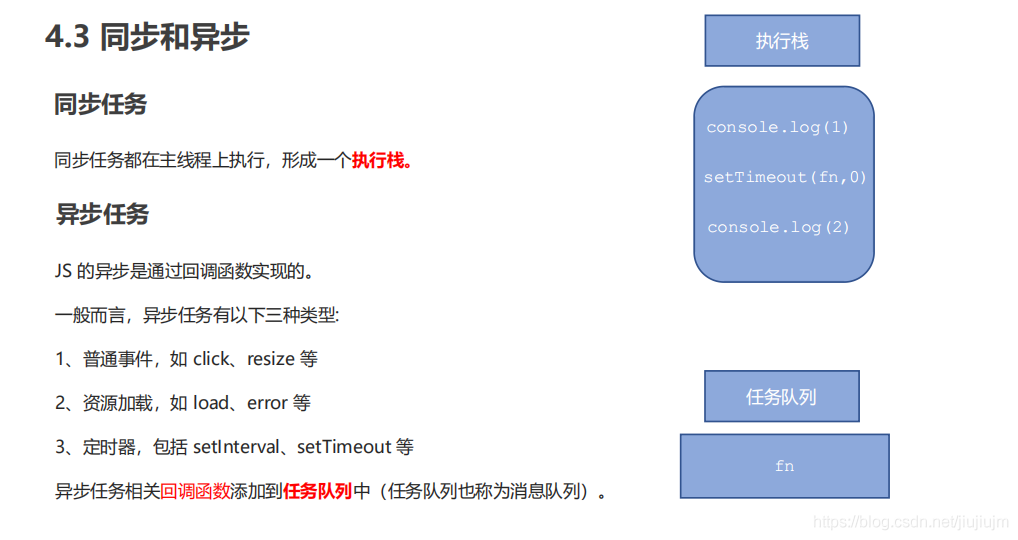 4.3 同步和异步
同步任务
同步任务都在主线程上执行，形成一个执行栈。
异步任务
JS 的异步是通过回调函数实现的。
一般而言，异步任务有以下三种类型:
1、普通事件，如 click、resize 等
2、资源加载，如 load、error 等
3、定时器，包括 setInterval、setTimeout 等
异步任务相关回调函数添加到任务队列中（任务队列也称为消息队列）。
执行栈
console.log(1)
setTimeout(fn,0)
console.log(2)
任务队列
fn
https://blog.csdn.net/jiujiujm